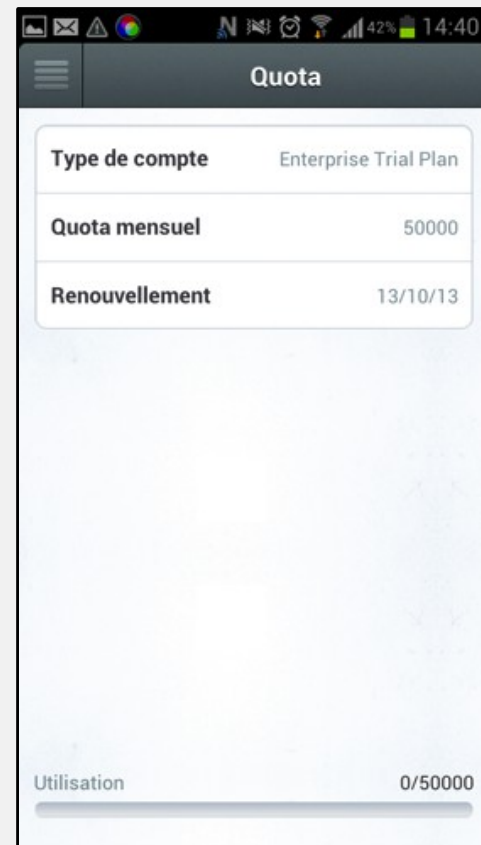 N 42% 14:40
Quota
Type de compte Enterprise Trial Plan
Quota mensuel 50000
Renouvellement 13/10/13
Utilisation 0/50000